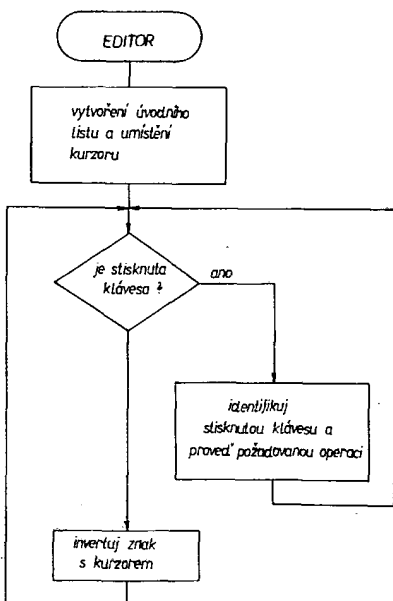 EDITOR
vytvoření úvodního
listu a umístění
kurzoru
je stisknuta
klávesa ?
ano
identifikuj
stisknutou klávesu a
proveď požadovanou operaci
invertuj znak
s kurzorem